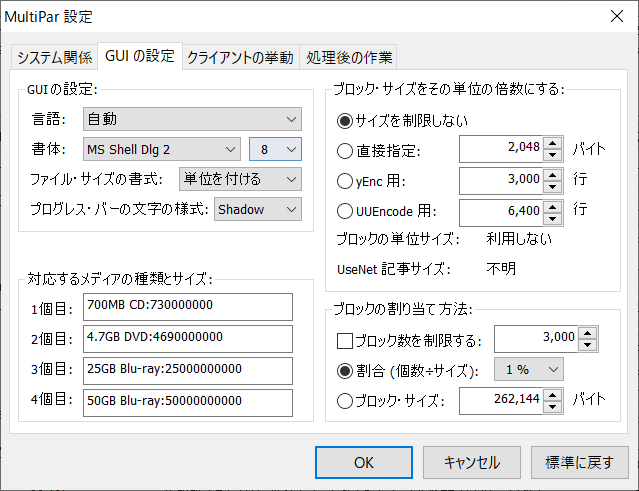 MultiPar 設定
システム関係 GUI の設定 クライアントの挙動 処理後の作業
GUI の設定:
言語: 自動
書体: MS Shell Dlg 2 8
ファイル・サイズの書式: 単位を付ける
プログレス・バーの文字の様式: Shadow
対応するメディアの種類とサイズ:
1個目: 700MB CD:730000000
2個目: 4.7GB DVD:4690000000
3個目: 25GB Blu-ray:25000000000
4個目: 50GB Blu-ray:50000000000
ブロック・サイズをその単位の倍数にする:
サイズを制限しない
直接指定: 2,048 バイト
yEnc 用: 3,000 行
UUEncode 用: 6,400 行
ブロックの単位サイズ: 利用しない
UseNet 記事サイズ: 不明
ブロックの割り当て方法:
ブロック数を制限する: 3,000
割合 (個数÷サイズ): 1 %
ブロック・サイズ: 262,144 バイト
OK キャンセル 標準に戻す